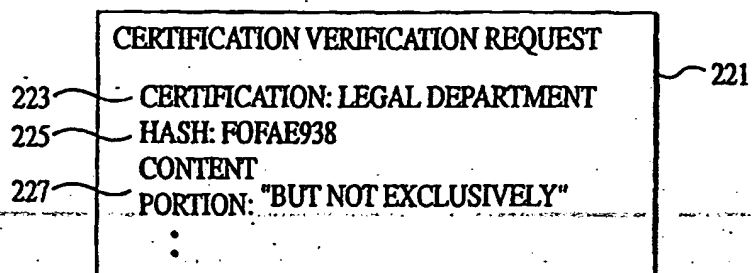 CERTIFICATION VERIFICATION REQUEST
221
223 CERTIFICATION: LEGAL DEPARTMENT
225 HASH: FOFAE938
CONTENT
227 PORTION: "BUT NOT EXCLUSIVELY"